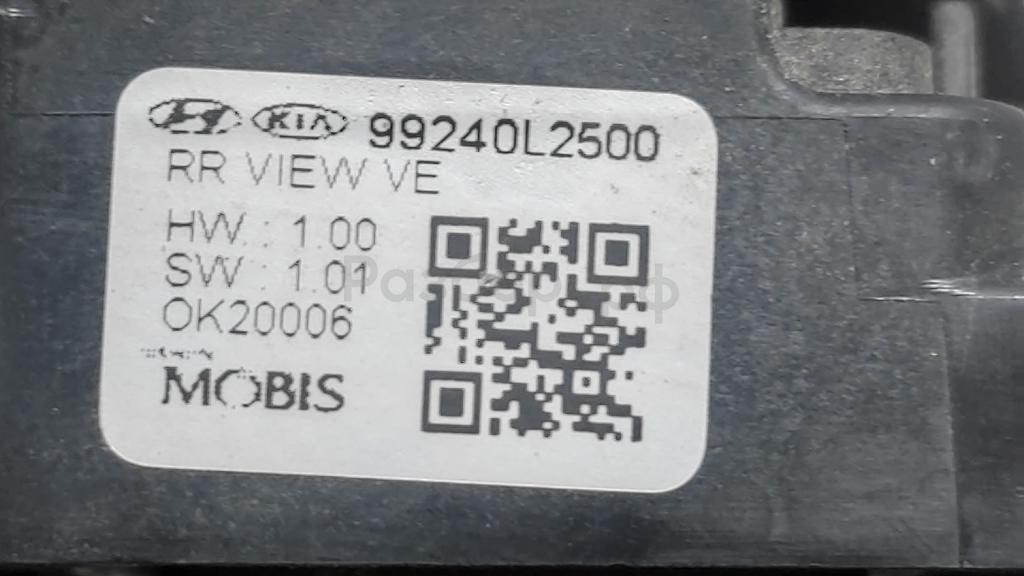 KIA 99240L2500
RR VIEW VE
HW : 1.00
SW : 1.01
OK20006
MOBIS